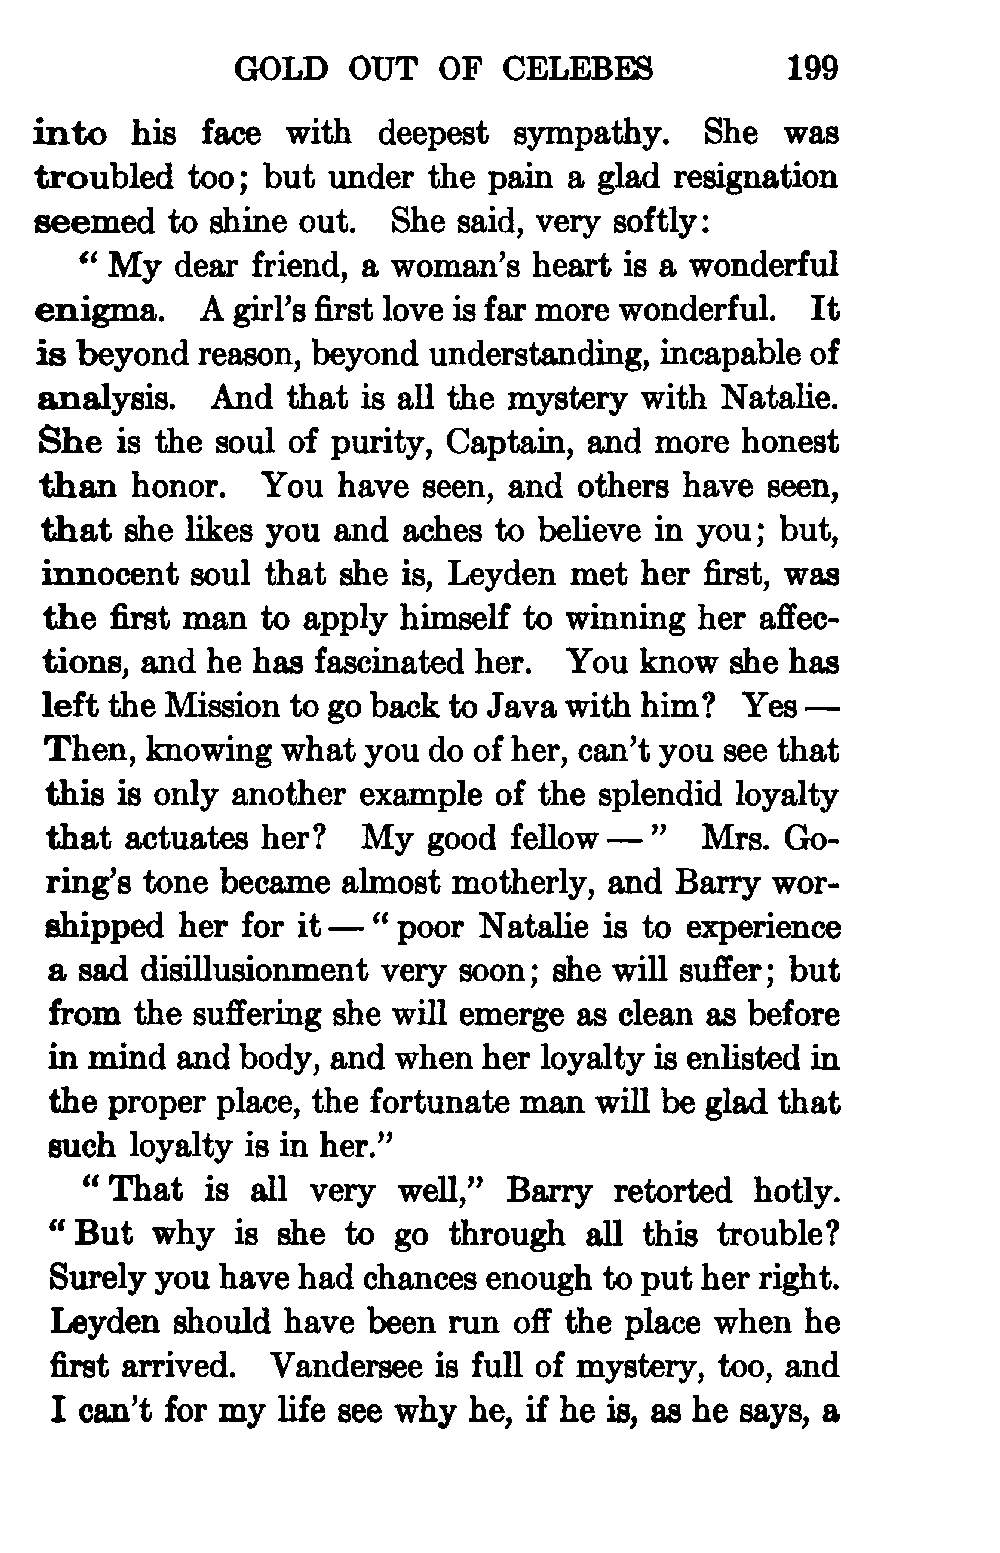 GOLD OUT OF CELEBES 199
into his face with deepest sympathy. She was
troubled too; but under the pain a glad resignation
seemed to shine out. She said, very softly:
“ My dear friend, a woman’s heart is a wonderful
enigma. A girl’s first love is far more wonderful. It
is beyond reason, beyond understanding, incapable of
analysis. And that is all the mystery with Natalie.
She is the soul of purity, Captain, and more honest
than honor. You have seen, and others have seen,
that she likes you and aches to believe in you; but,
innocent soul that she is, Leyden met her first, was
the first man to apply himself to winning her affec-
tions, and he has fascinated her. You know she has
left the Mission to go back to Java with him? Yes —
Then, knowing what you do of her, can’t you see that
this is only another example of the splendid loyalty
that actuates her? My good fellow — ” Mrs. Go-
ring’s tone became almost motherly, and Barry wor-
shipped her for it — “ poor Natalie is to experience
a sad disillusionment very soon; she will suffer; but
from the suffering she will emerge as clean as before
in mind and body, and when her loyalty is enlisted in
the proper place, the fortunate man will be glad that
such loyalty is in her.”
“ That is all very well,” Barry retorted hotly.
“ But why is she to go through all this trouble?
Surely you have had chances enough to put her right.
Leyden should have been run off the place when he
first arrived. Vandersee is full of mystery, too, and
I can’t for my life see why he, if he is, as he says, a